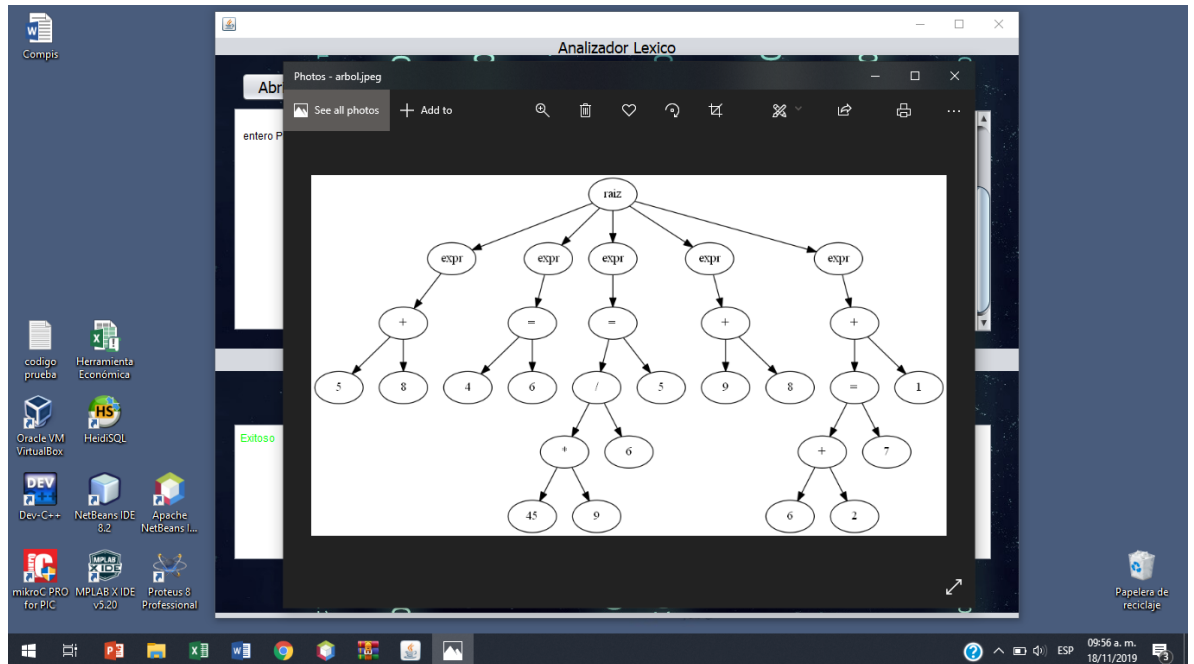 Compis
Analizador Lexico
Photos - arbol.jpeg
See all photos
Add to
entero
raiz
expr expr expr expr expr
+ = = + +
5 8 4 6 / 5 9 8 = 1
* 6 + 7
45 9 6 2
Exitoso
codigo prueba
Herramienta Económica
Oracle VM VirtualBox
HeidiSQL
HS
DEV
Dev-C++
NetBeans IDE 8.2
Apache NetBeans I...
mikroC PRO for PIC
MPLAB X IDE v5.20
Proteus 8 Professional
Papelera de reciclaje
ESP
09:56 a. m.
18/11/2019
3